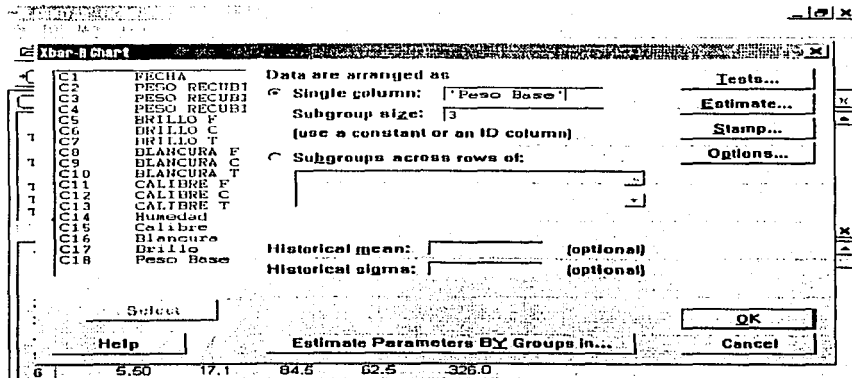 Xbar-R Chart
C1 FECHA
C2 PESO RECUBI
C3 PESO RECUBI
C4 PESO RECUBI
C5 BRILLO F
C6 BRILLO C
C7 BRILLO T
C8 BLANCURA F
C9 BLANCURA C
C10 BLANCURA T
C11 CALIBRE F
C12 CALIBRE C
C13 CALIBRE T
C14 Humedad
C15 Calibre
C16 Blancura
C17 Brillo
C18 Peso Base
Data are arranged as
Single column: 'Peso Base'
Subgroup size: 3
(use a constant or an ID column)
Subgroups across rows of:
Historical mean: (optional)
Historical sigma: (optional)
Tests...
Estimate...
Stamp...
Options...
Select
OK
Help
Estimate Parameters BY Groups in...
Cancel
6 5.50 17.1 84.5 62.5 326.0